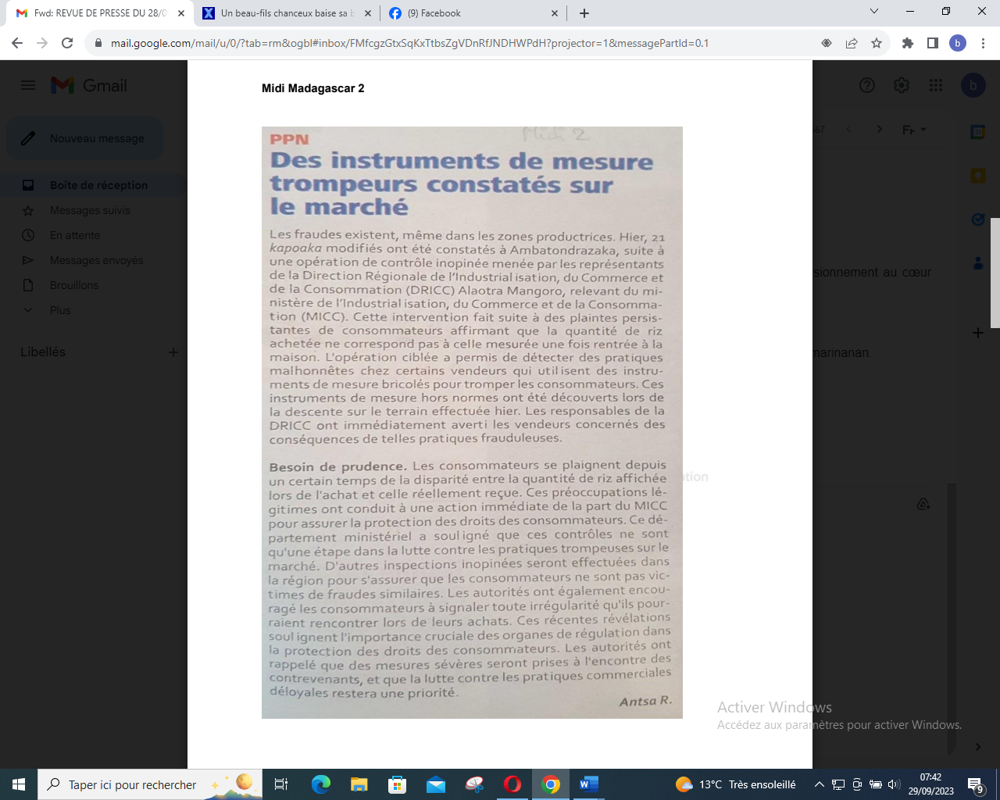 Fwd: REVUE DE PRESSE DU 28/0
Un beau-fils chanceux baise sa b
(9) Facebook
mail.google.com/mail/u/0/?tab=rm&ogbl#inbox/FMfcgzGtxSqKxTtbsZgVDnRfJNDHWPdH?projector=1&messagePartId=0.1
b
Gmail
b
Nouveau message
Boîte de réception
Messages suivis
En attente
Messages envoyés
Brouillons
Plus
Libellés
567
Fr
sionnement au cœur
marinanan.
ation
Midi Madagascar 2
Midi 2
PPN
Des instruments de mesure
trompeurs constatés sur
le marché
Les fraudes existent, même dans les zones productrices. Hier, 21
kapoaka modifiés ont été constatés à Ambatondrazaka, suite à
une opération de contrôle inopinée menée par les représentants
de la Direction Régionale de l'Industrialisation, du Commerce et
de la Consommation (DRICC) Alaotra Mangoro, relevant du mi-
nistère de l'Industrialisation, du Commerce et de la Consomma-
tion (MICC). Cette intervention fait suite à des plaintes persis-
tantes de consommateurs affirmant que la quantité de riz
achetée ne correspond pas à celle mesurée une fois rentrée à la
maison. L'opération ciblée a permis de détecter des pratiques
malhonnêtes chez certains vendeurs qui utilisent des instru-
ments de mesure bricolés pour tromper les consommateurs. Ces
instruments de mesure hors normes ont été découverts lors de
la descente sur le terrain effectuée hier. Les responsables de la
DRICC ont immédiatement averti les vendeurs concernés des
conséquences de telles pratiques frauduleuses.
Besoin de prudence. Les consommateurs se plaignent depuis
un certain temps de la disparité entre la quantité de riz affichée
lors de l'achat et celle réellement reçue. Ces préoccupations lé-
gitimes ont conduit à une action immédiate de la part du MICC
pour assurer la protection des droits des consommateurs. Ce dé-
partement ministériel a souligné que ces contrôles ne sont
qu'une étape dans la lutte contre les pratiques trompeuses sur le
marché. D'autres inspections inopinées seront effectuées dans
la région pour s'assurer que les consommateurs ne sont pas vic-
times de fraudes similaires. Les autorités ont également encou-
ragé les consommateurs à signaler toute irrégularité qu'ils pour-
raient rencontrer lors de leurs achats. Ces récentes révélations
soulignent l'importance cruciale des organes de régulation dans
la protection des droits des consommateurs. Les autorités ont
rappelé que des mesures sévères seront prises à l'encontre des
contrevenants, et que la lutte contre les pratiques commerciales
déloyales restera une priorité.
Antsa R.
Activer Windows
Accédez aux paramètres pour activer Windows.
Taper ici pour rechercher
13°C Très ensoleillé
07:42
29/09/2023
9